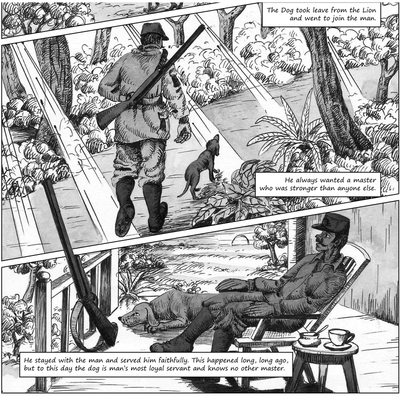 The Dog took leave from the Lion
and went to join the man.
He always wanted a master
who was stronger than anyone else.
He stayed with the man and served him faithfully. This happened long, long ago,
but to this day the dog is man's most loyal servant and knows no other master.